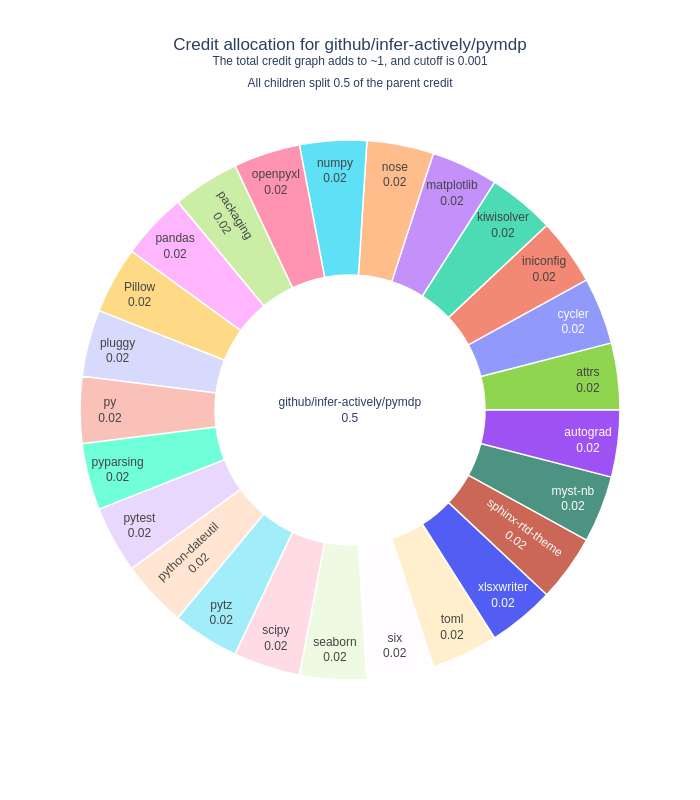 Credit allocation for github/infer-actively/pymdp
The total credit graph adds to ~1, and cutoff is 0.001
All children split 0.5 of the parent credit
github/infer-actively/pymdp
0.5
attrs
0.02
cycler
0.02
iniconfig
0.02
kiwisolver
0.02
matplotlib
0.02
nose
0.02
numpy
0.02
openpyxl
0.02
packaging
0.02
pandas
0.02
Pillow
0.02
pluggy
0.02
py
0.02
pyparsing
0.02
pytest
0.02
python-dateutil
0.02
pytz
0.02
scipy
0.02
seaborn
0.02
six
0.02
toml
0.02
xlsxwriter
0.02
sphinx-rtd-theme
0.02
myst-nb
0.02
autograd
0.02